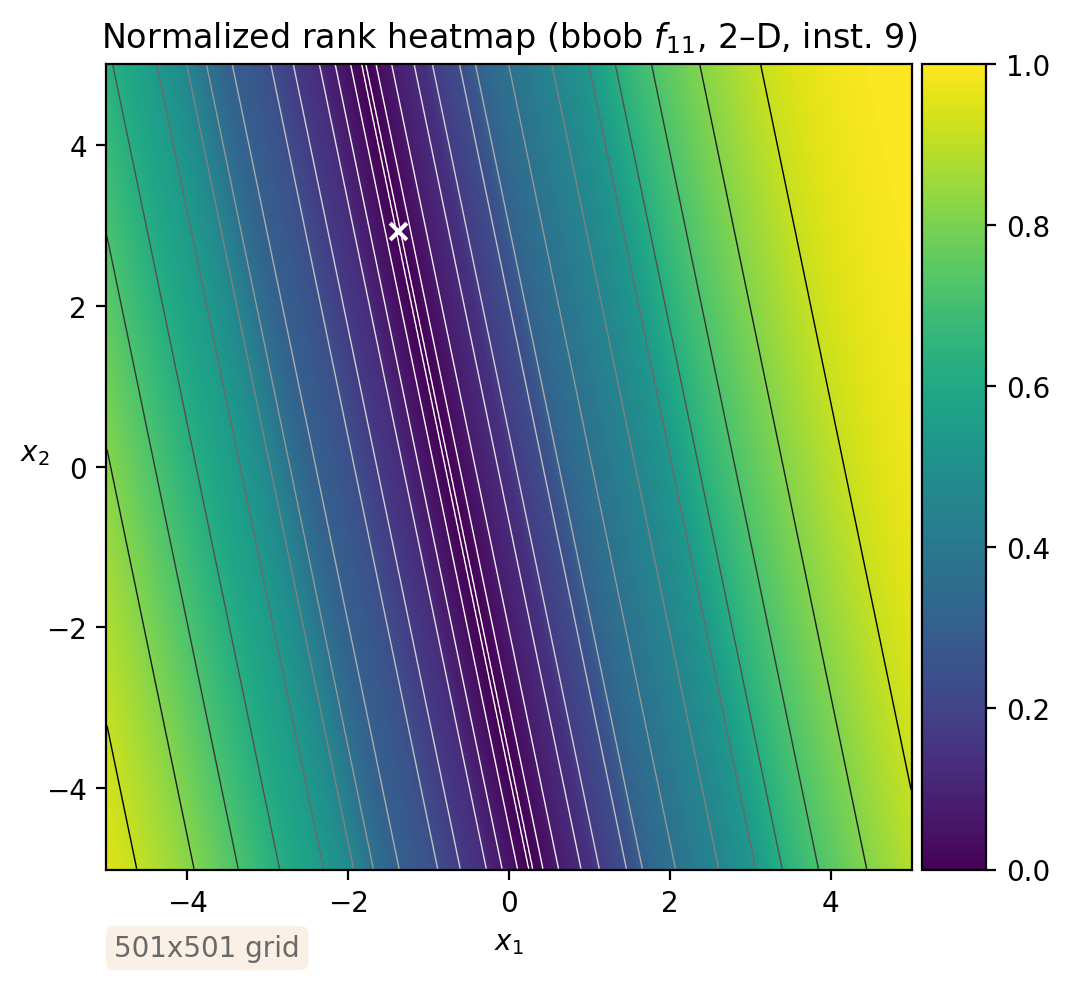 Normalized rank heatmap (bbob f₁₁, 2–D, inst. 9)
1.0
0.8
0.6
0.4
0.2
0.0
4
2
0
−2
−4
x₂
−4 −2 0 2 4
x₁
501x501 grid